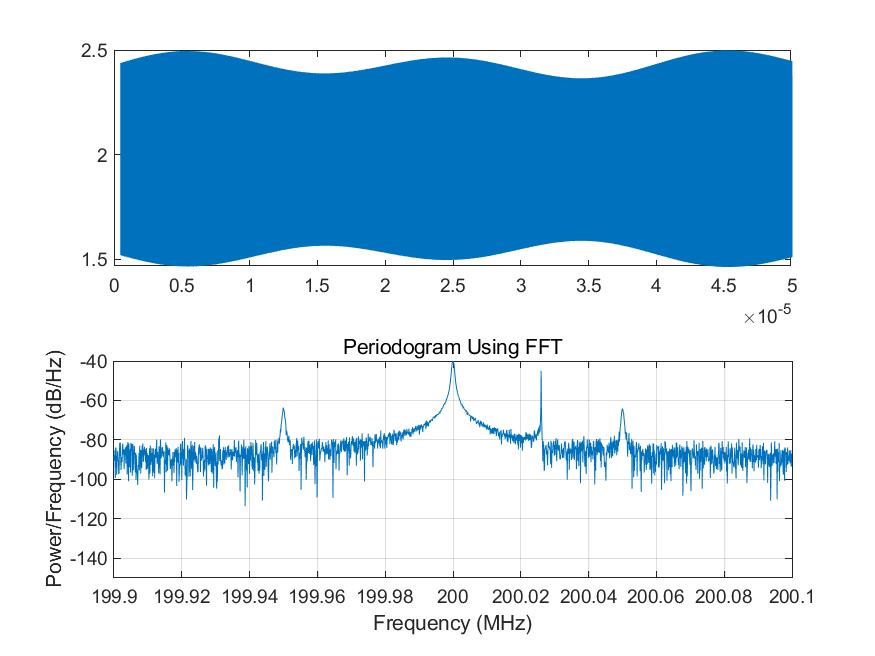 2.5
2
1.5
0 0.5 1 1.5 2 2.5 3 3.5 4 4.5 5
×10-5
Periodogram Using FFT
Power/Frequency (dB/Hz)
-40
-60
-80
-100
-120
-140
199.9 199.92 199.94 199.96 199.98 200 200.02 200.04 200.06 200.08 200.1
Frequency (MHz)